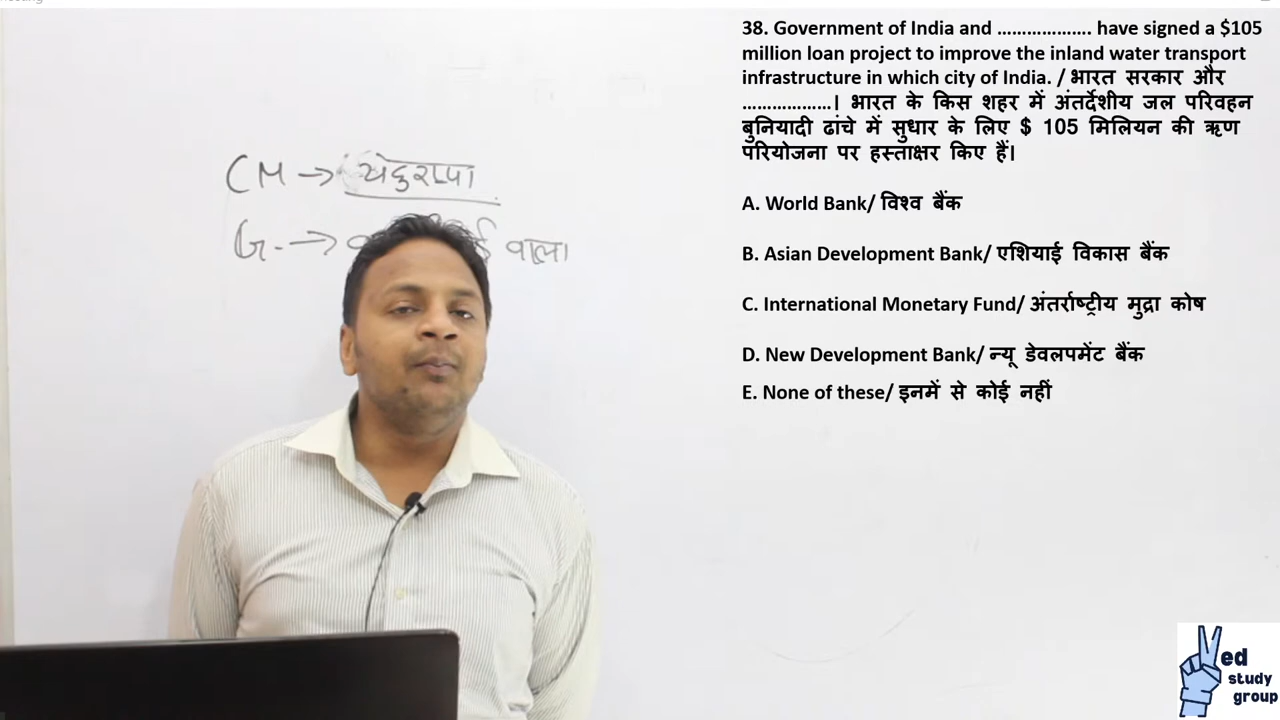 38. Government of India and ................... have signed a $105
million loan project to improve the inland water transport
infrastructure in which city of India. / भारत सरकार और
..................। भारत के किस शहर में अंतर्देशीय जल परिवहन
बुनियादी ढांचे में सुधार के लिए $ 105 मिलियन की ऋण
परियोजना पर हस्ताक्षर किए हैं।
CM → येदुरप्पा
A. World Bank/ विश्व बैंक
G. →
वाला
B. Asian Development Bank/ एशियाई विकास बैंक
C. International Monetary Fund/ अंतर्राष्ट्रीय मुद्रा कोष
D. New Development Bank/ न्यू डेवलपमेंट बैंक
E. None of these/ इनमें से कोई नहीं
Ved
study
group